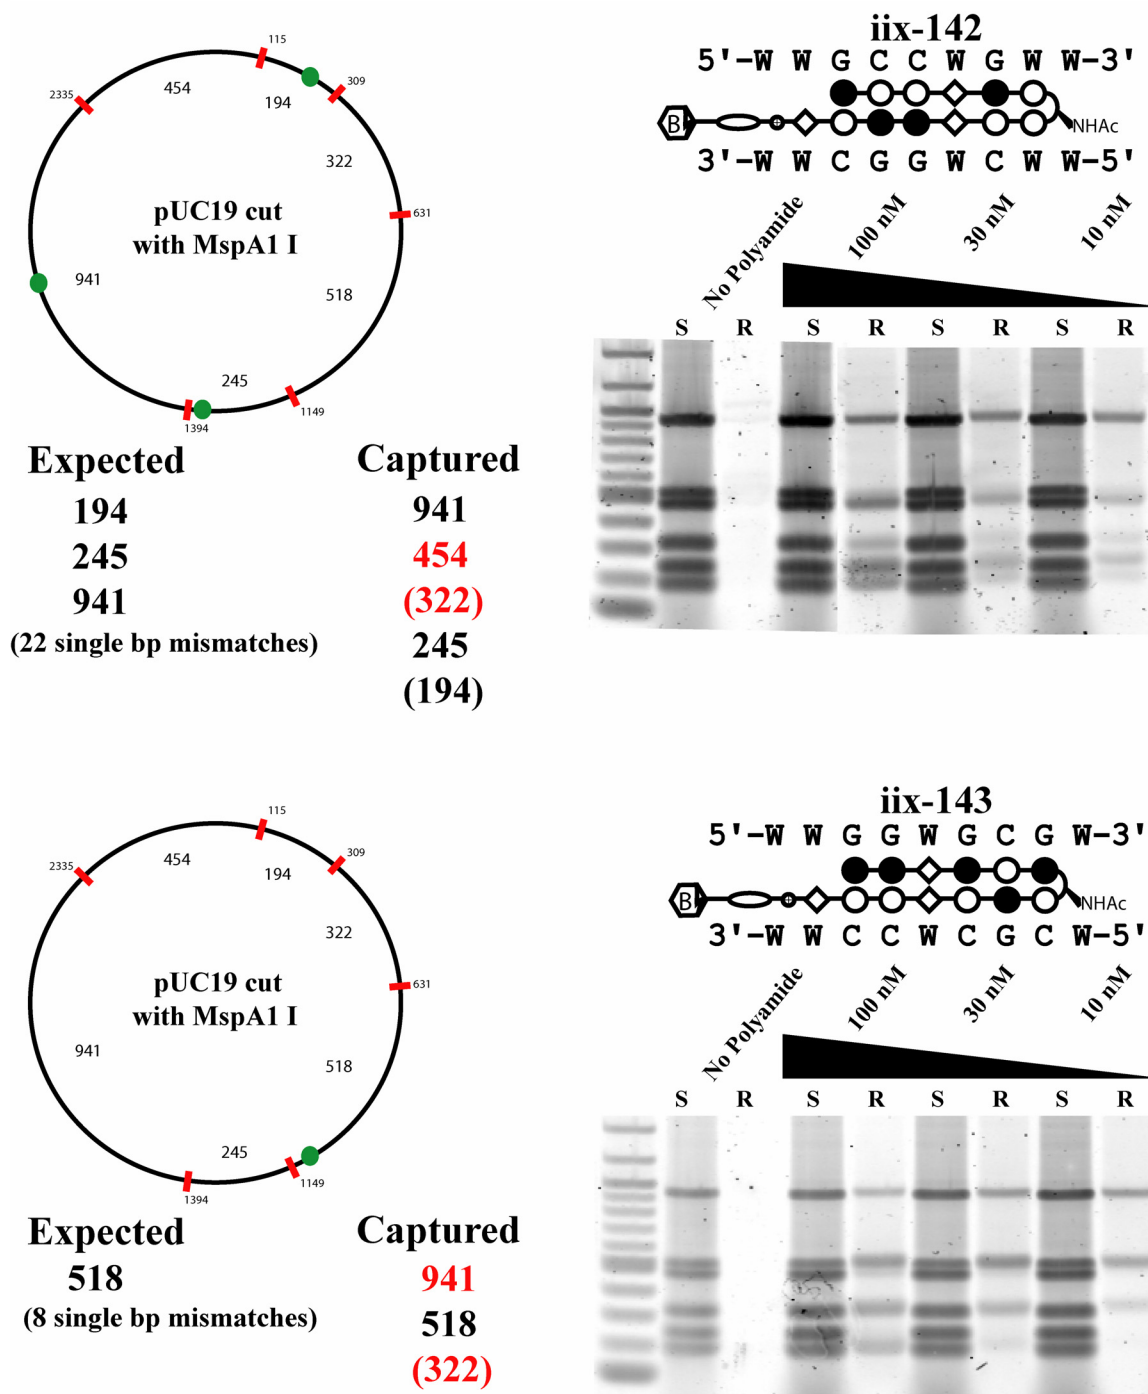 115
309
2335
454
194
322
631
pUC19 cut
with MspA1 I
941
518
245
1149
1394
Expected
194
245
941
(22 single bp mismatches)
Captured
941
454
(322)
245
(194)
iix-142
5'-W W G C C W G W W-3'
B
NHAc
3'-W W C G G W C W W-5'
No Polyamide
100 nM
30 nM
10 nM
S R S R S R S R
115
309
2335
454
194
322
631
pUC19 cut
with MspA1 I
941
518
245
1149
1394
Expected
518
(8 single bp mismatches)
Captured
941
518
(322)
iix-143
5'-W W G G W G C G W-3'
B
NHAc
3'-W W C C W C G C W-5'
No Polyamide
100 nM
30 nM
10 nM
S R S R S R S R